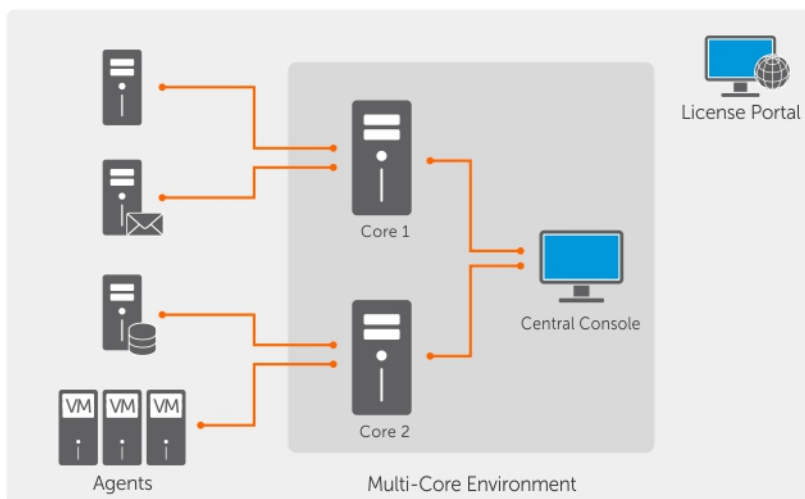 License Portal
Core 1
Central Console
VM VM VM
Core 2
Agents
Multi-Core Environment